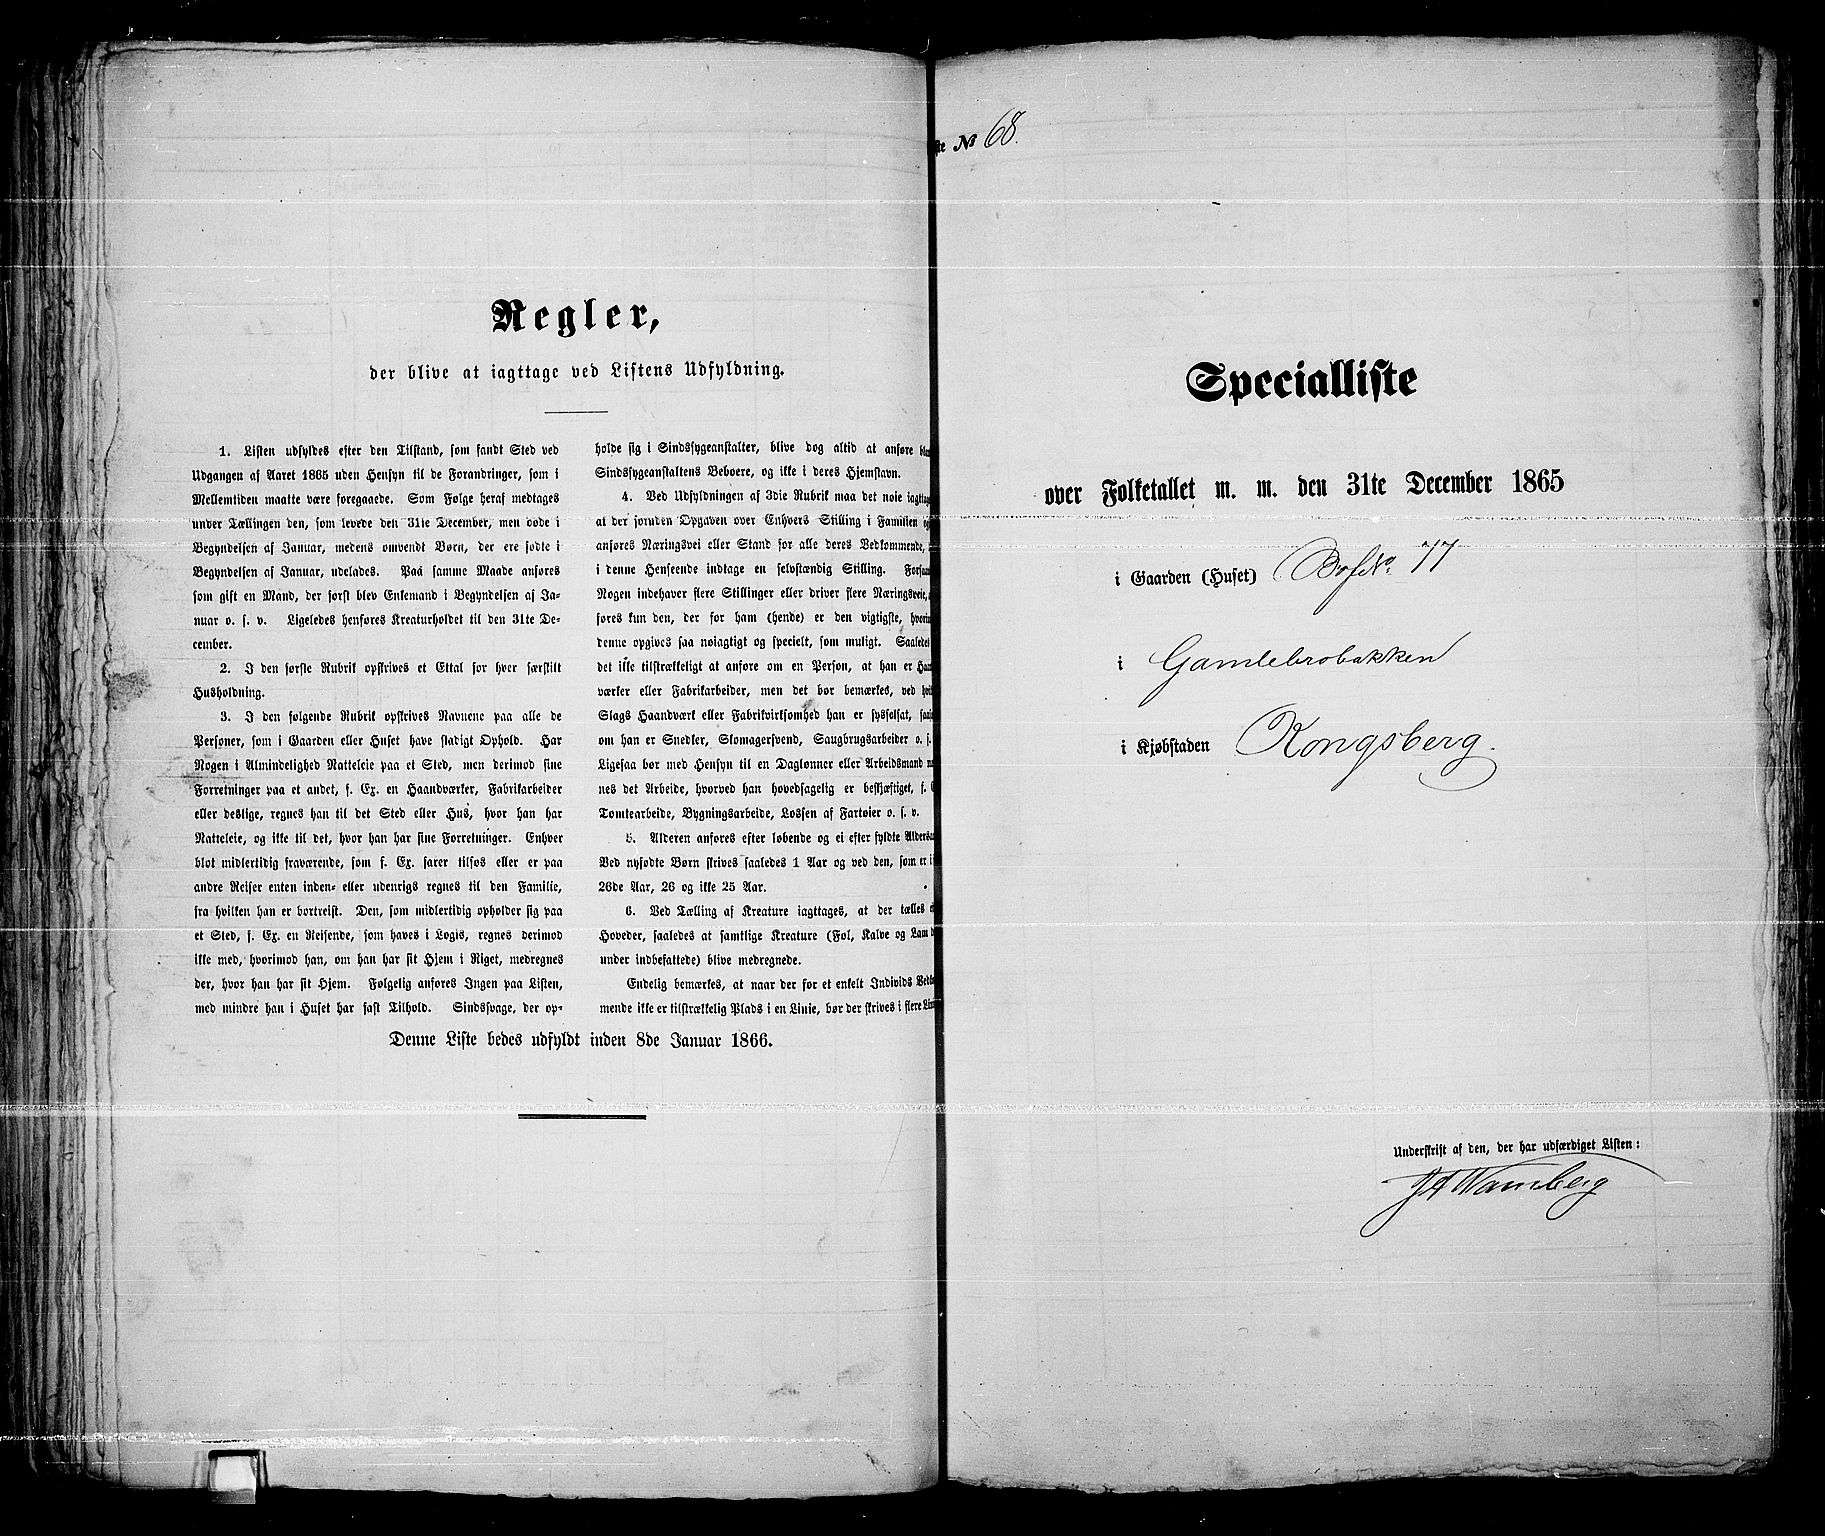 Regler,
der blive at iagttage ved Listens Udfyldning.
1. Listen udfyldes efter den Tilstand, som fandt Sted ved
Udgangen af Aaret 1865 uden Hensyn til de Forandringer, som i
Mellemtiden maatte være foregaaede. Som Følge heraf medtages
under Tællingen den, som levede den 31te December, men døde i
Begyndelsen af Januar, medens omvendt Børn, der ere fødte i
Begyndelsen af Januar, udelades. Paa samme Maade anføres
som gift en Mand, der først blev Enkemand i Begyndelsen af Ja-
nuar o. s. v. Ligeledes henføres Kreaturholdet til den 31te De-
cember.
2. I den første Rubrik opskrives et Ettal for hver særskilt
Husholdning.
3. I den følgende Rubrik opskrives Navnene paa alle de
Personer, som i Gaarden eller Huset have stadigt Ophold. Har
Nogen i Almindelighed Natteleie paa et Sted, men derimod sine
Forretninger paa et andet, f. Ex. en Haandværker, Fabrikarbeider
eller deslige, regnes han til det Sted eller Hus, hvor han har
Natteleie, og ikke til det, hvor han har sine Forretninger. Enhver
blot midlertidig fraværende, som f. Ex. farer tilsøs eller er paa
andre Reiser enten inden- eller udenrigs regnes til den Familie,
fra hvilken han er bortreist. Den, som midlertidig opholder sig paa
et Sted, f. Ex. en Reisende, som haves i Logis, regnes derimod
ikke med, hvorimod han, om han har sit Hjem i Riget, medregnes
der, hvor han har sit Hjem. Følgelig anføres Ingen paa Listen,
med mindre han i Huset har fast Tilhold. Sindssvage, der op-
holde sig i Sindssygeanstalter, blive dog altid at anføre
Sindssygeanstaltens Beboere, og ikke i deres Hjemstavn.
4. Ved Udfyldningen af 3die Rubrik maa det nøie
at der foruden Opgaven over Enhvers Stilling i Familien
anføres Næringsvei eller Stand for alle deres Vedkommende,
i denne Henseende indtage en selvstændig Stilling.
Nogen indehaver flere Stillinger eller driver flere Næringsveie,
føres kun den, der for ham (hende) er den vigtigste,
denne opgives saa nøiagtigt og specielt, som muligt. Saaledes
det ikke tilstrækkeligt at anføre om en Person, at han er
værker eller Fabrikarbeider, men det bør bemærkes, ved
Slags Haandværk eller Fabrikvirksomhed han er sysselsat,
om han er Snedker, Skomagersvend, Saugbrugsarbeider o. s.
Ligesaa bør med Hensyn til en Daglønner eller Arbeidsmand
nes det Arbeide, hvorved han hovedsagelig er beskjæftiget, f.
Tomtearbeide, Bygningsarbeide, Lossen af Fartøier o. s. v.
5. Alderen anføres efter løbende og ei efter fyldte
Ved nyfødte Børn skrives saaledes 1 Aar og ved den, som er i
26de Aar, 26 og ikke 25 Aar.
6. Ved Tælling af Kreature iagttages, at der tælles
Hoveder, saaledes at samtlige Kreature (Føl, Kalve og Lam
under indbefattede) blive medregnede.
Endelig bemærkes, at naar der for et enkelt Individs
mende ikke er tilstrækkelig Plads i en Linie, bør der skrives i flere
Denne Liste bedes udfyldt inden 8de Januar 1866.
ste No 68.
Specialliste
over Folketallet m. m. den 31te December 1865
i Gaarden (Huset) No. 77
i Gamlebrobakken
i Kjøbstaden Kongsberg.
Underskrift af den, der har udfærdiget Listen:
Wamberg